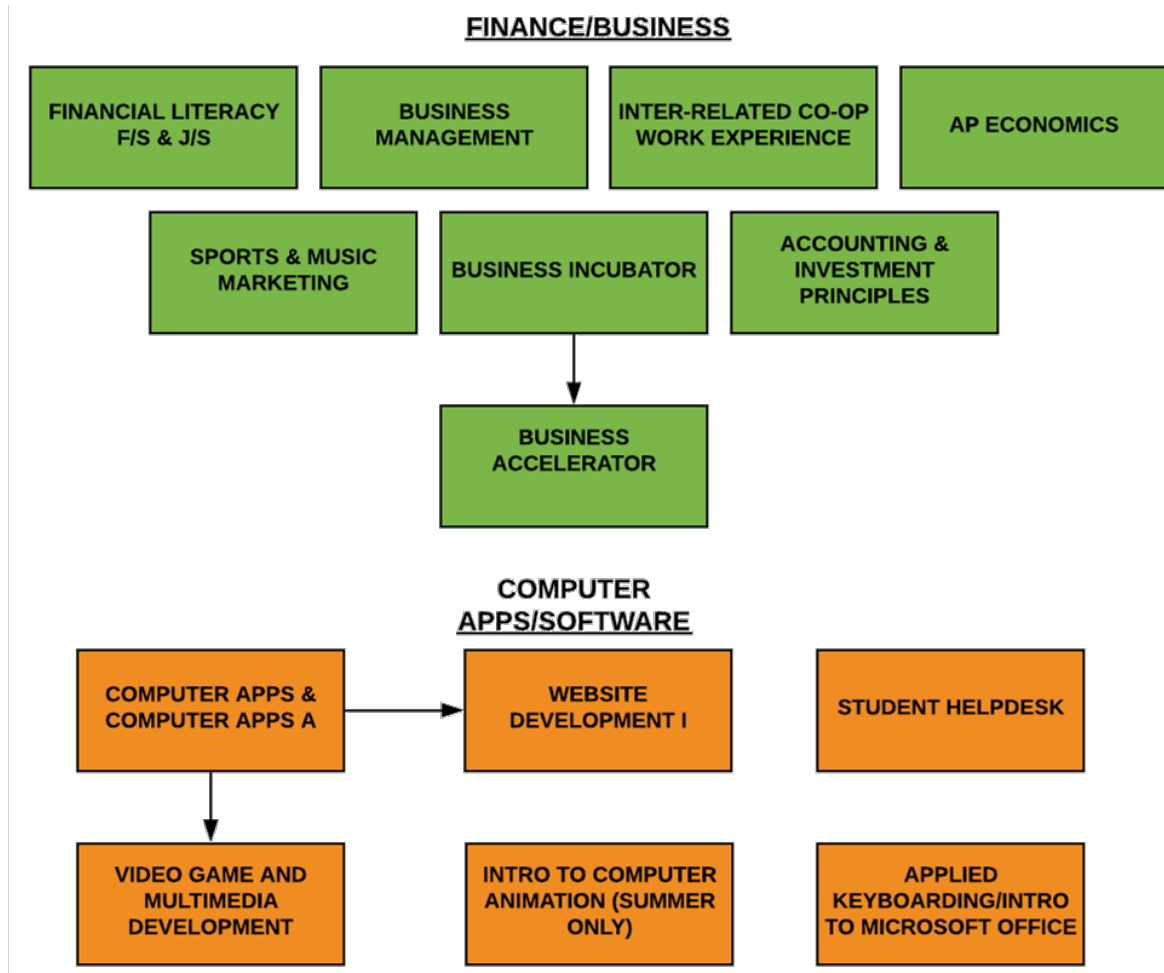 FINANCE/BUSINESS
FINANCIAL LITERACY
F/S & J/S
BUSINESS
MANAGEMENT
INTER-RELATED CO-OP
WORK EXPERIENCE
AP ECONOMICS
SPORTS & MUSIC
MARKETING
BUSINESS INCUBATOR
ACCOUNTING &
INVESTMENT
PRINCIPLES
BUSINESS
ACCELERATOR
COMPUTER
APPS/SOFTWARE
COMPUTER APPS &
COMPUTER APPS A
WEBSITE
DEVELOPMENT I
STUDENT HELPDESK
VIDEO GAME AND
MULTIMEDIA
DEVELOPMENT
INTRO TO COMPUTER
ANIMATION (SUMMER
ONLY)
APPLIED
KEYBOARDING/INTRO
TO MICROSOFT OFFICE